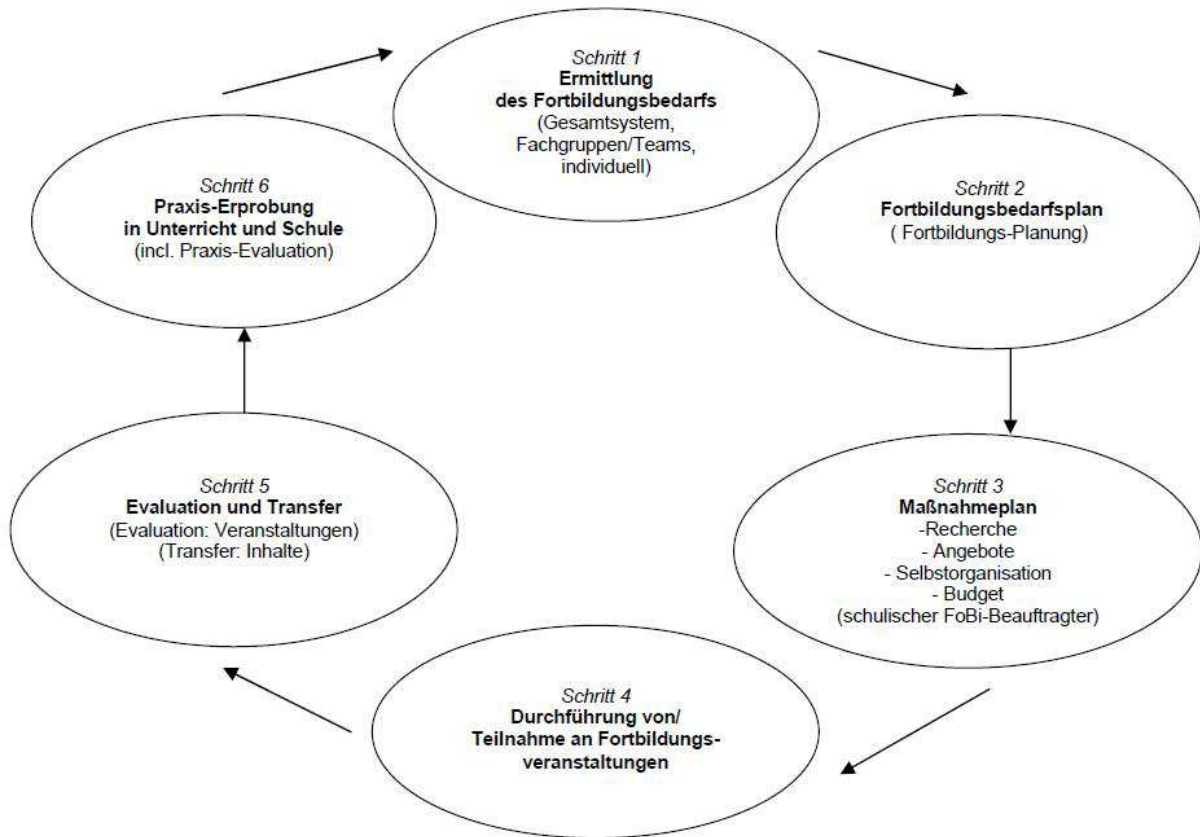 Schritt 1
Ermittlung
des Fortbildungsbedarfs
(Gesamtsystem,
Fachgruppen/Teams,
individuell)
Schritt 2
Fortbildungsbedarfsplan
( Fortbildungs-Planung)
Schritt 3
Maßnahmeplan
-Recherche
- Angebote
- Selbstorganisation
- Budget
(schulischer FoBi-Beauftragter)
Schritt 4
Durchführung von/
Teilnahme an Fortbildungs-
veranstaltungen
Schritt 5
Evaluation und Transfer
(Evaluation: Veranstaltungen)
(Transfer: Inhalte)
Schritt 6
Praxis-Erprobung
in Unterricht und Schule
(incl. Praxis-Evaluation)